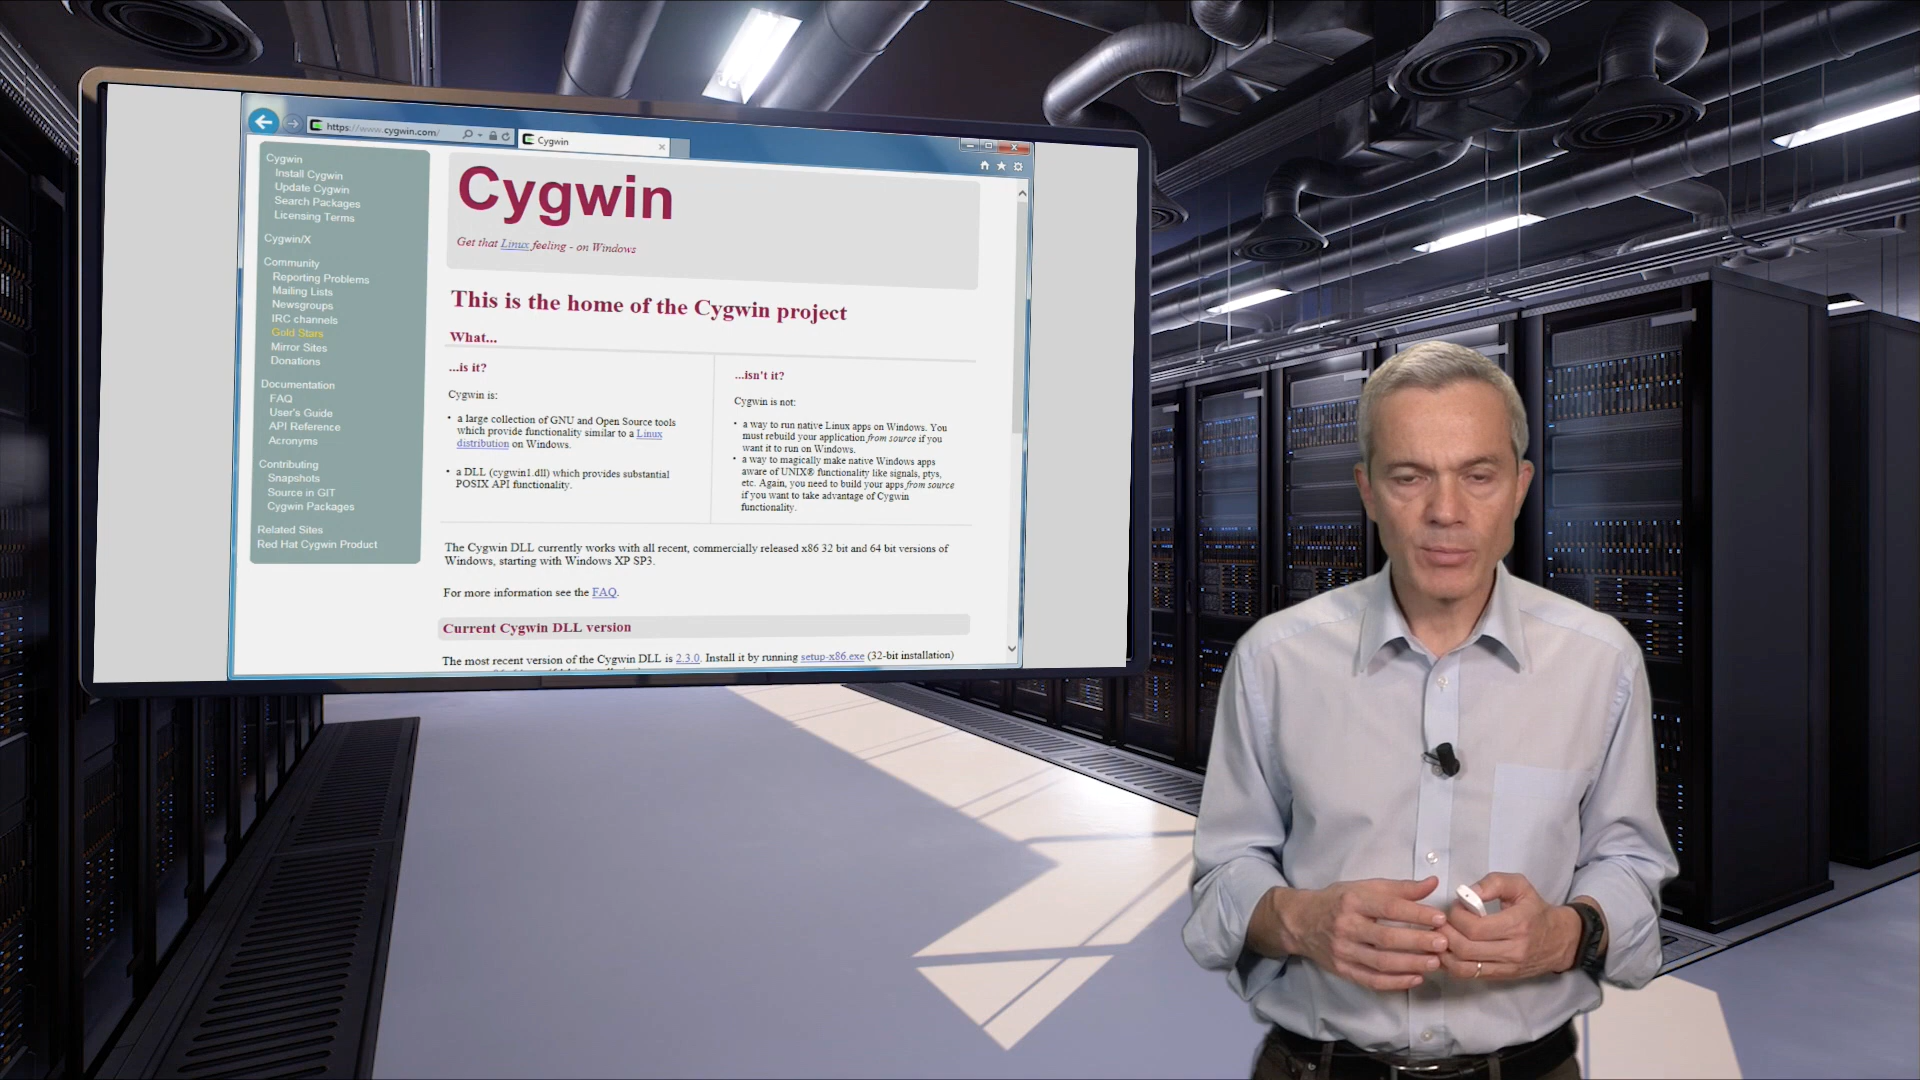 https://www.cygwin.com/
Cygwin
Cygwin
Install Cygwin
Update Cygwin
Search Packages
Licensing Terms
Cygwin/X
Community
Reporting Problems
Mailing Lists
Newsgroups
IRC channels
Gold Stars
Mirror Sites
Donations
Documentation
FAQ
User's Guide
API Reference
Acronyms
Contributing
Snapshots
Source in GIT
Cygwin Packages
Related Sites
Red Hat Cygwin Product
Cygwin
Get that Linux feeling - on Windows
This is the home of the Cygwin project
What...
...is it?
Cygwin is:
• a large collection of GNU and Open Source tools
which provide functionality similar to a Linux
distribution on Windows.
• a DLL (cygwin1.dll) which provides substantial
POSIX API functionality.
...isn't it?
Cygwin is not:
• a way to run native Linux apps on Windows. You
must rebuild your application from source if you
want it to run on Windows.
• a way to magically make native Windows apps
aware of UNIX® functionality like signals, ptys,
etc. Again, you need to build your apps from source
if you want to take advantage of Cygwin
functionality.
The Cygwin DLL currently works with all recent, commercially released x86 32 bit and 64 bit versions of
Windows, starting with Windows XP SP3.
For more information see the FAQ.
Current Cygwin DLL version
The most recent version of the Cygwin DLL is 2.3.0. Install it by running setup-x86.exe (32-bit installation)